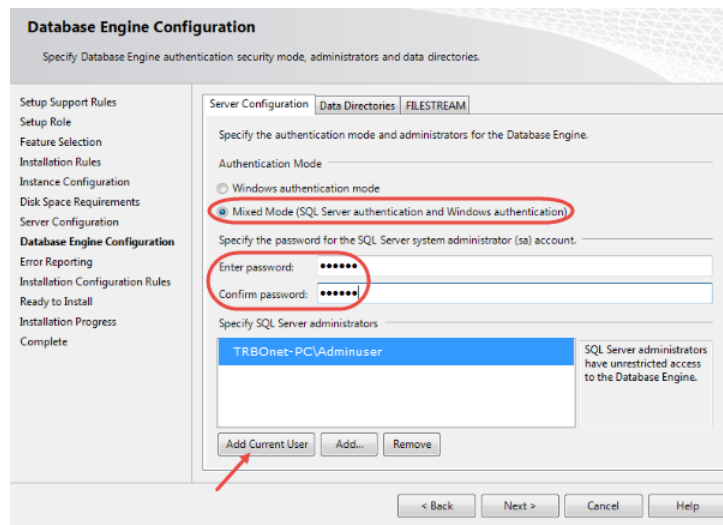 Database Engine Configuration
Specify Database Engine authentication security mode, administrators and data directories.
Setup Support Rules
Setup Role
Feature Selection
Installation Rules
Instance Configuration
Disk Space Requirements
Server Configuration
Database Engine Configuration
Error Reporting
Installation Configuration Rules
Ready to Install
Installation Progress
Complete
Server Configuration Data Directories FILESTREAM
Specify the authentication mode and administrators for the Database Engine.
Authentication Mode
Windows authentication mode
Mixed Mode (SQL Server authentication and Windows authentication)
Specify the password for the SQL Server system administrator (sa) account.
Enter password: ●●●●●●
Confirm password: ●●●●●●
Specify SQL Server administrators
TRBOnet-PC\Adminuser
SQL Server administrators
have unrestricted access
to the Database Engine.
Add Current User Add... Remove
< Back Next > Cancel Help